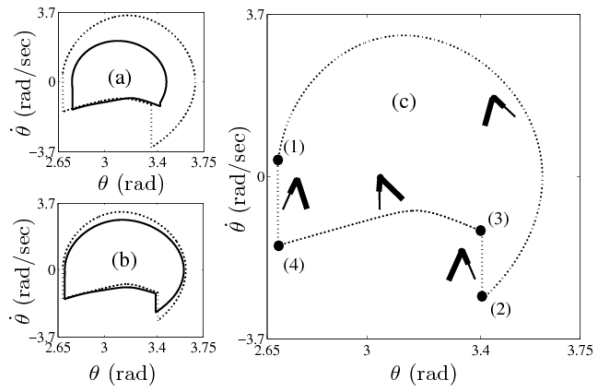 3.7
0
−3.7
θ̇ (rad/sec)
(a)
2.65 3 3.4 3.75
θ (rad)
3.7
0
−3.7
θ̇ (rad/sec)
(b)
2.65 3 3.4 3.75
θ (rad)
3.7
0
−3.7
θ̇ (rad/sec)
(c)
(1)
(3)
(4)
(2)
2.65 3 3.4 3.75
θ (rad)